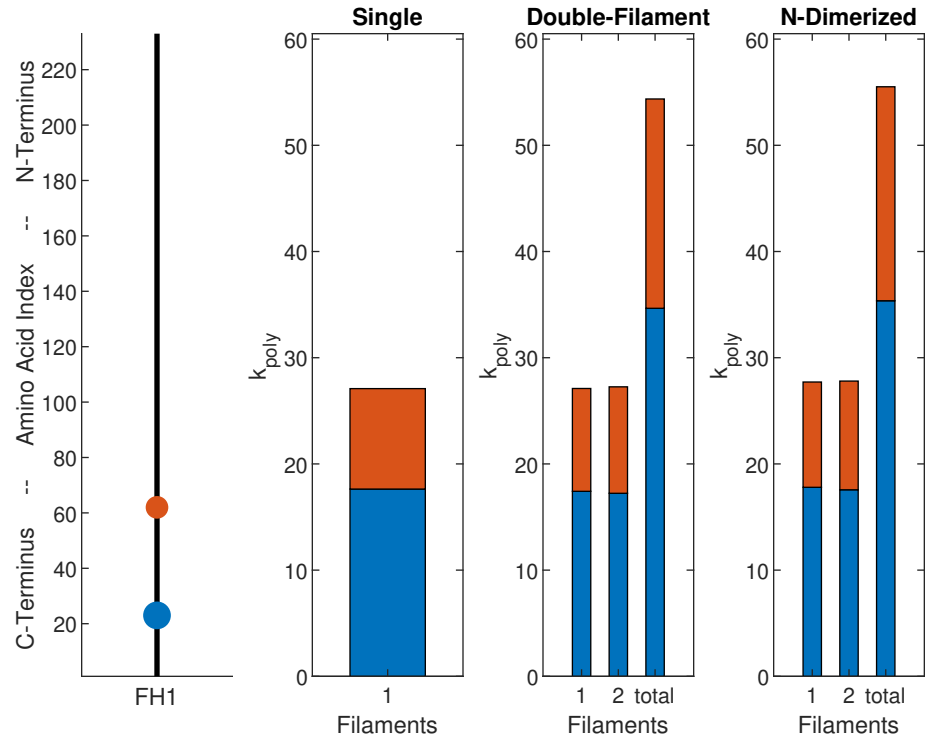 Single
Double-Filament
N-Dimerized
C-Terminus -- Amino Acid Index -- N-Terminus
220
200
180
160
140
120
100
80
60
40
20
FH1
k_poly
60
50
40
30
20
10
0
1
Filaments
k_poly
60
50
40
30
20
10
0
1 2 total
Filaments
k_poly
60
50
40
30
20
10
0
1 2 total
Filaments